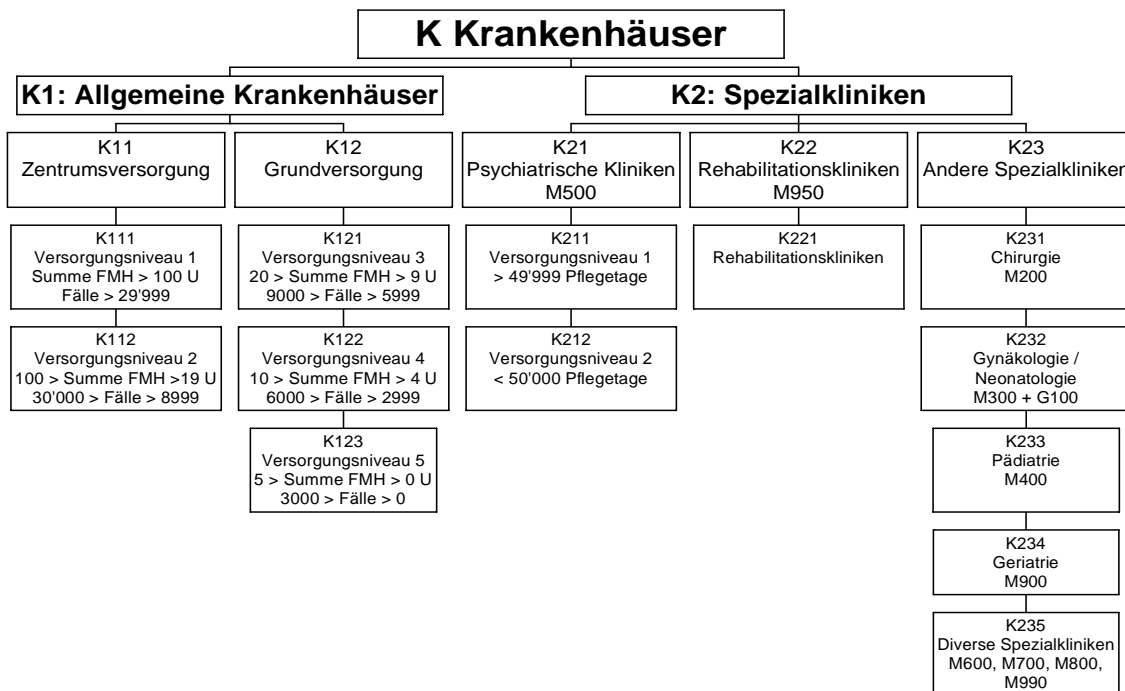 K Krankenhäuser
K1: Allgemeine Krankenhäuser
K2: Spezialkliniken
K11
Zentrumsversorgung
K12
Grundversorgung
K21
Psychiatrische Kliniken
M500
K22
Rehabilitationskliniken
M950
K23
Andere Spezialkliniken
K111
Versorgungsniveau 1
Summe FMH > 100 U
Fälle > 29'999
K121
Versorgungsniveau 3
20 > Summe FMH > 9 U
9000 > Fälle > 5999
K211
Versorgungsniveau 1
> 49'999 Pflegetage
K221
Rehabilitationskliniken
K231
Chirurgie
M200
K112
Versorgungsniveau 2
100 > Summe FMH >19 U
30'000 > Fälle > 8999
K122
Versorgungsniveau 4
10 > Summe FMH > 4 U
6000 > Fälle > 2999
K212
Versorgungsniveau 2
< 50'000 Pflegetage
K232
Gynäkologie /
Neonatologie
M300 + G100
K123
Versorgungsniveau 5
5 > Summe FMH > 0 U
3000 > Fälle > 0
K233
Pädiatrie
M400
K234
Geriatrie
M900
K235
Diverse Spezialkliniken
M600, M700, M800,
M990